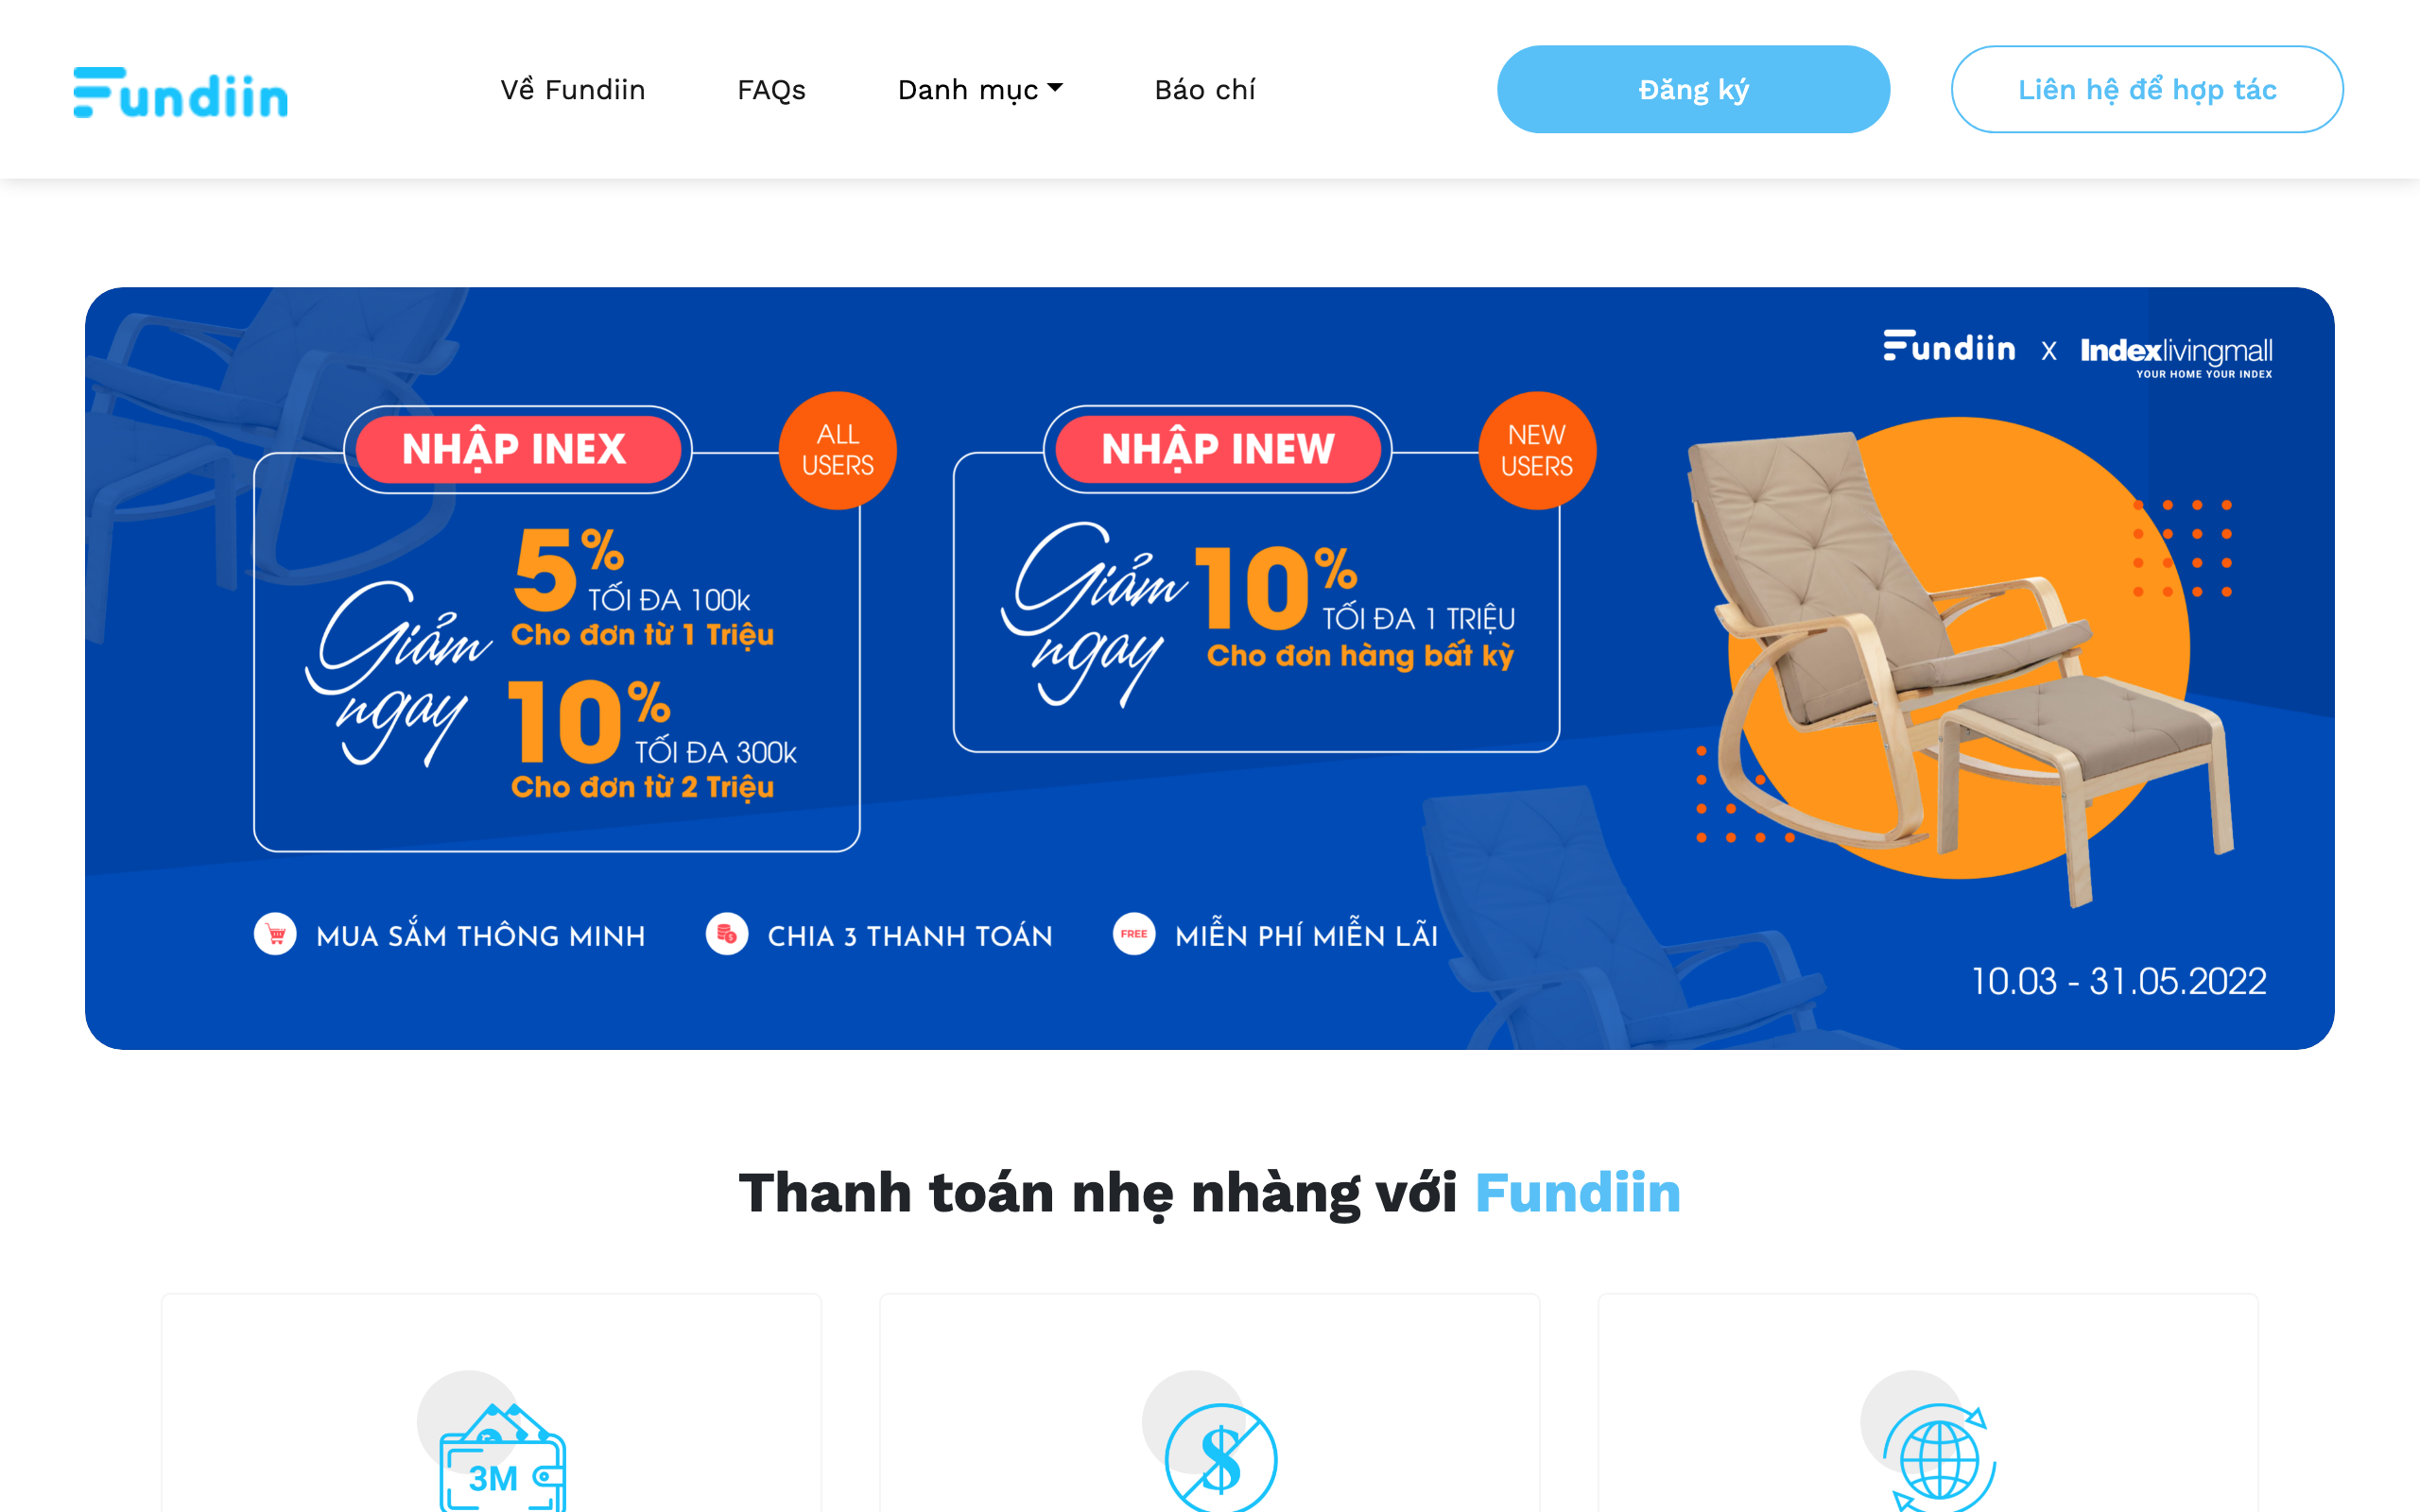 Fundiin
Về Fundiin
FAQs
Danh mục
Báo chí
Đăng ký
Liên hệ để hợp tác
Fundiin X Indexlivingmall
YOUR HOME YOUR INDEX
NHẬP INEX
ALL
USERS
Giảm
ngay
5%
TỐI ĐA 100k
Cho đơn từ 1 Triệu
10%
TỐI ĐA 300k
Cho đơn từ 2 Triệu
NHẬP INEW
NEW
USERS
Giảm
ngay
10%
TỐI ĐA 1 TRIỆU
Cho đơn hàng bất kỳ
MUA SẮM THÔNG MINH
CHIA 3 THANH TOÁN
FREE
MIỄN PHÍ MIỄN LÃI
10.03 - 31.05.2022
Thanh toán nhẹ nhàng với Fundiin
3M
$